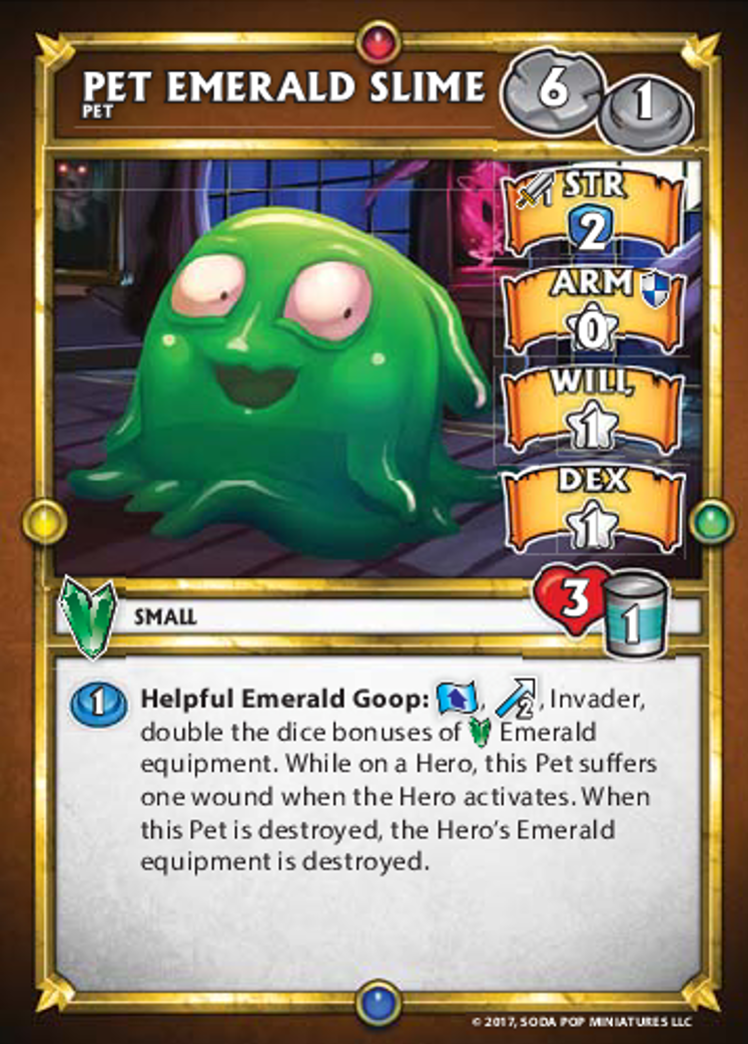 PET EMERALD SLIME
PET
6
1
1 STR
2
ARM
0
WILL
1
DEX
1
SMALL
3
1
1 Helpful Emerald Goop: , 2, Invader,
double the dice bonuses of Emerald
equipment. While on a Hero, this Pet suffers
one wound when the Hero activates. When
this Pet is destroyed, the Hero's Emerald
equipment is destroyed.
© 2017, SODA POP MINIATURES LLC